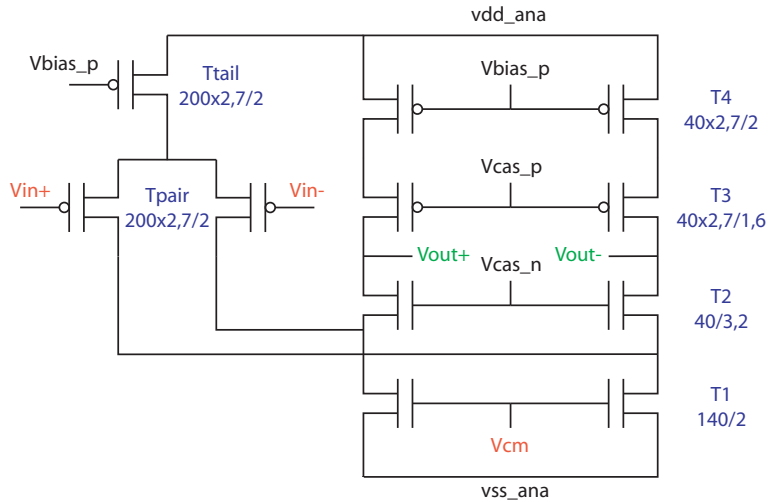 vdd_ana
Vbias_p
Ttail
200x2,7/2
Vbias_p
T4
40x2,7/2
Vin+
Tpair
200x2,7/2
Vin-
Vcas_p
T3
40x2,7/1,6
Vout+
Vcas_n
Vout-
T2
40/3,2
T1
140/2
Vcm
vss_ana